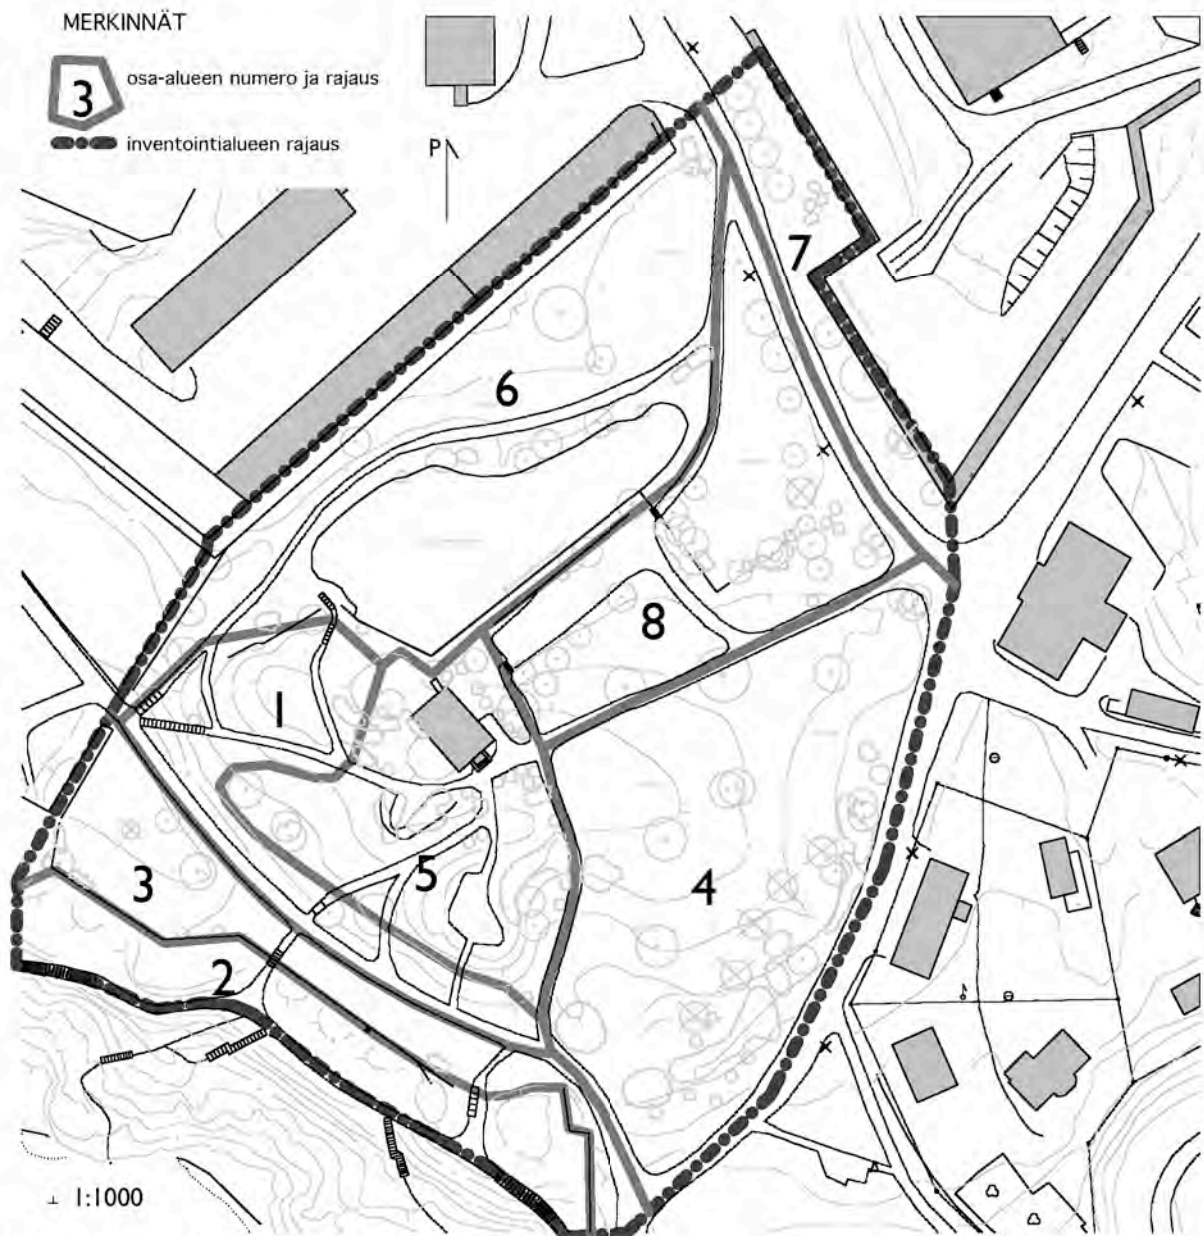 MERKINNÄT
3
osa-alueen numero ja rajaus
inventointialueen rajaus
P
7
6
8
1
5
3
4
2
1:1000